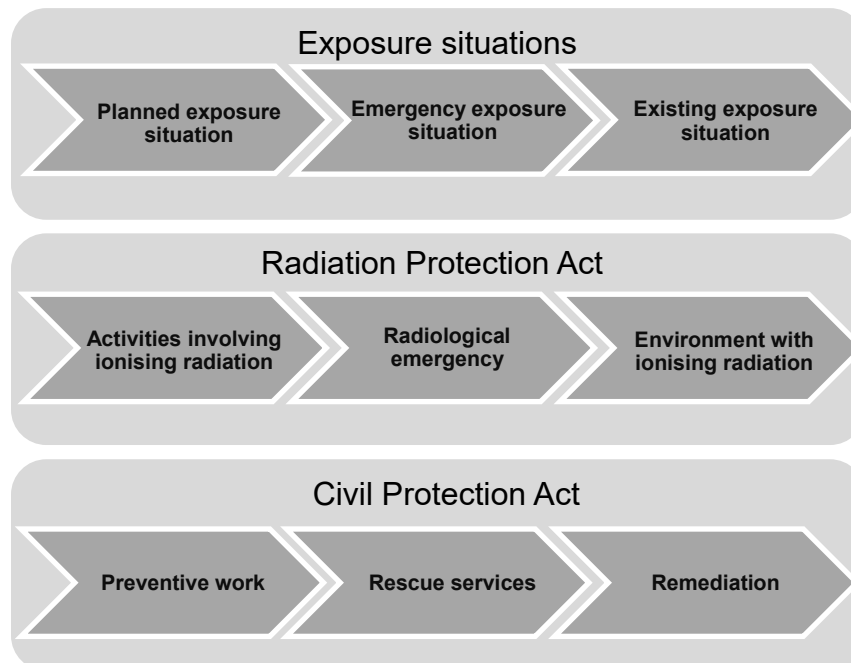 Exposure situations
Planned exposure
situation
Emergency exposure
situation
Existing exposure
situation
Radiation Protection Act
Activities involving
ionising radiation
Radiological
emergency
Environment with
ionising radiation
Civil Protection Act
Preventive work
Rescue services
Remediation